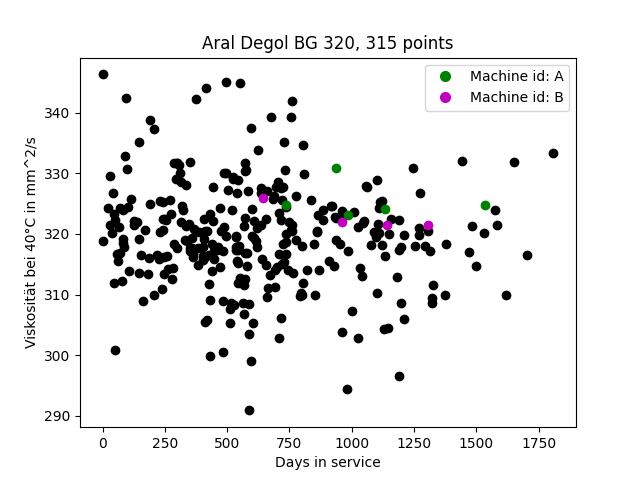 Aral Degol BG 320, 315 points
Machine id: A
Machine id: B
Viskosität bei 40°C in mm^2/s
340
330
320
310
300
290
0 250 500 750 1000 1250 1500 1750
Days in service